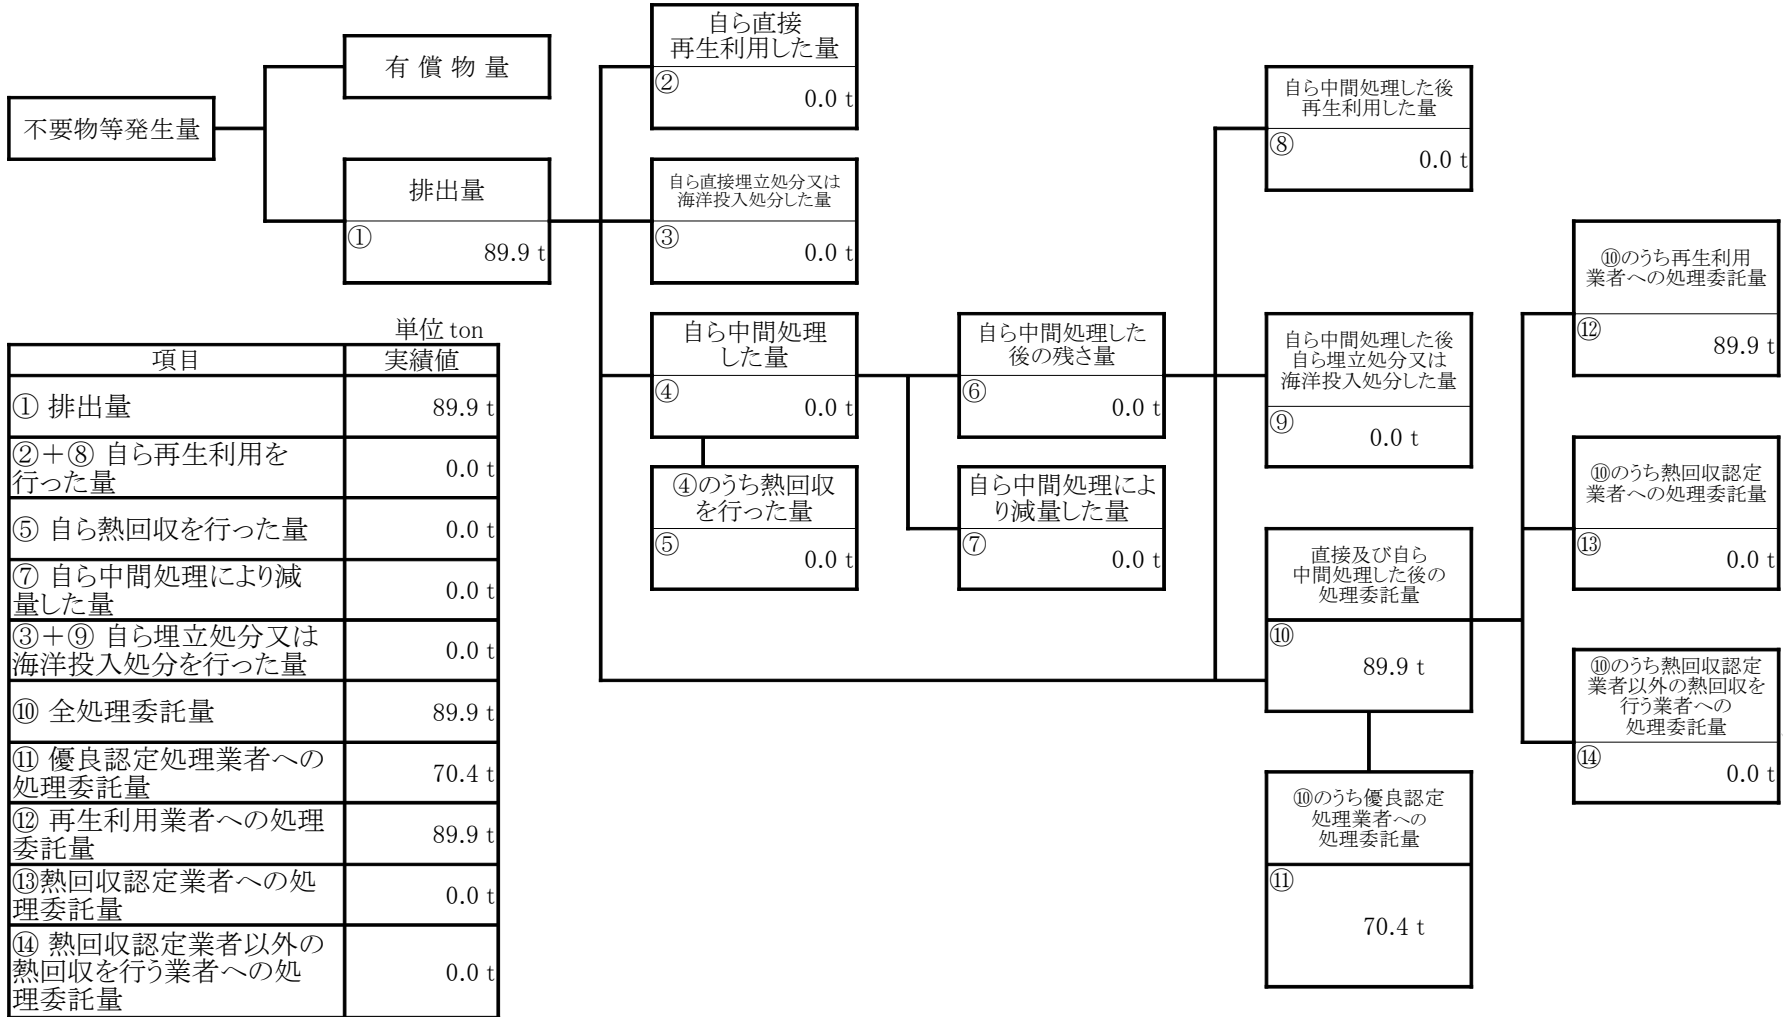 不要物等発生量
有 償 物 量
排出量
①
89.9 t
自ら直接
再生利用した量
②
0.0 t
自ら直接埋立処分又は
海洋投入処分した量
③
0.0 t
自ら中間処理
した量
④
0.0 t
④のうち熱回収
を行った量
⑤
0.0 t
自ら中間処理した
後の残さ量
⑥
0.0 t
自ら中間処理によ
り減量した量
⑦
0.0 t
自ら中間処理した後
再生利用した量
⑧
0.0 t
自ら中間処理した後
自ら埋立処分又は
海洋投入処分した量
⑨
0.0 t
直接及び自ら
中間処理した後の
処理委託量
⑩
89.9 t
⑩のうち優良認定
処理業者への
処理委託量
⑪
70.4 t
⑩のうち再生利用
業者への処理委託量
⑫
89.9 t
⑩のうち熱回収認定
業者への処理委託量
⑬
0.0 t
⑩のうち熱回収認定
業者以外の熱回収を
行う業者への
処理委託量
⑭
0.0 t
単位 ton
項目 実績値
① 排出量 89.9 t
②＋⑧ 自ら再生利用を
行った量 0.0 t
⑤ 自ら熱回収を行った量 0.0 t
⑦ 自ら中間処理により減
量した量 0.0 t
③＋⑨ 自ら埋立処分又は
海洋投入処分を行った量 0.0 t
⑩ 全処理委託量 89.9 t
⑪ 優良認定処理業者への
処理委託量 70.4 t
⑫ 再生利用業者への処理
委託量 89.9 t
⑬熱回収認定業者への処
理委託量 0.0 t
⑭ 熱回収認定業者以外の
熱回収を行う業者への処
理委託量 0.0 t